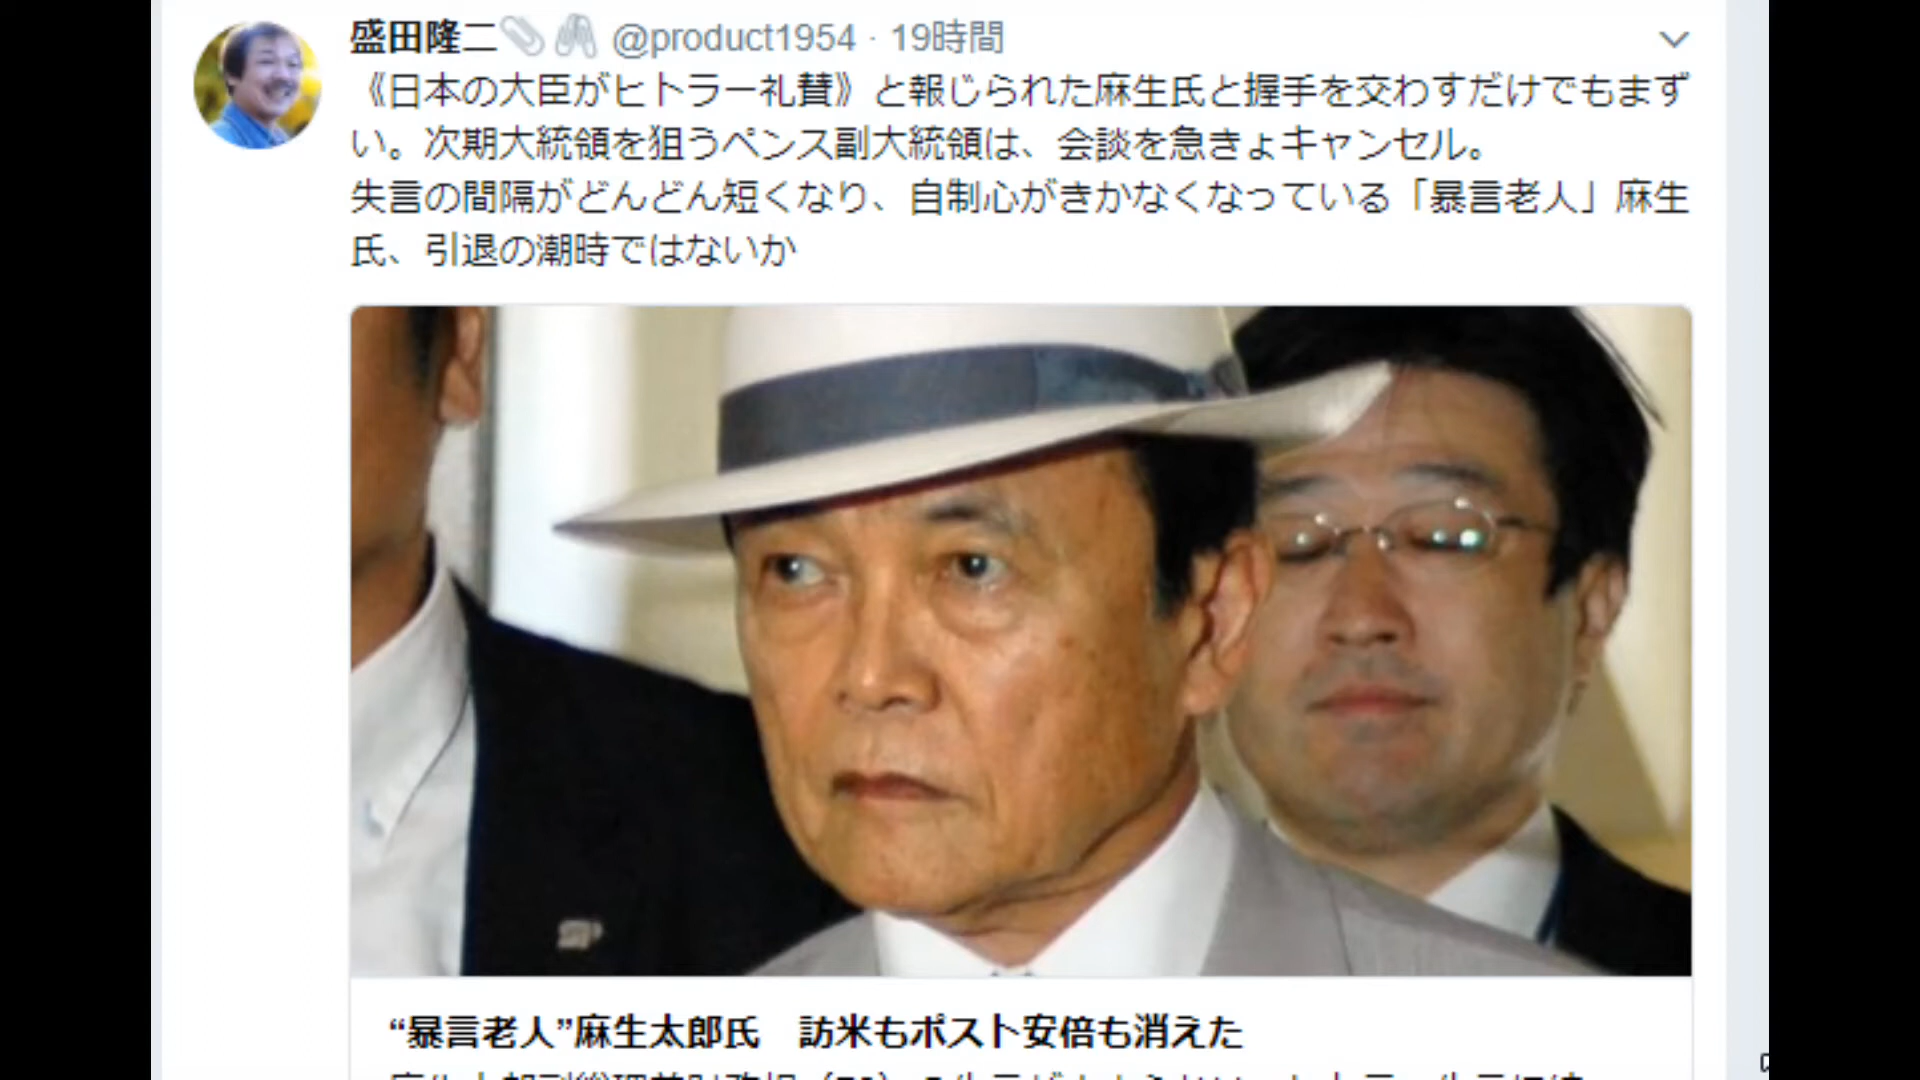 盛田隆二 @product1954 · 19時間
《日本の大臣がヒトラー礼賛》と報じられた麻生氏と握手を交わすだけでもまず
い。次期大統領を狙うペンス副大統領は、会談を急きょキャンセル。
失言の間隔がどんどん短くなり、自制心がきかなくなっている「暴言老人」麻生
氏、引退の潮時ではないか
“暴言老人”麻生太郎氏　訪米もポスト安倍も消えた